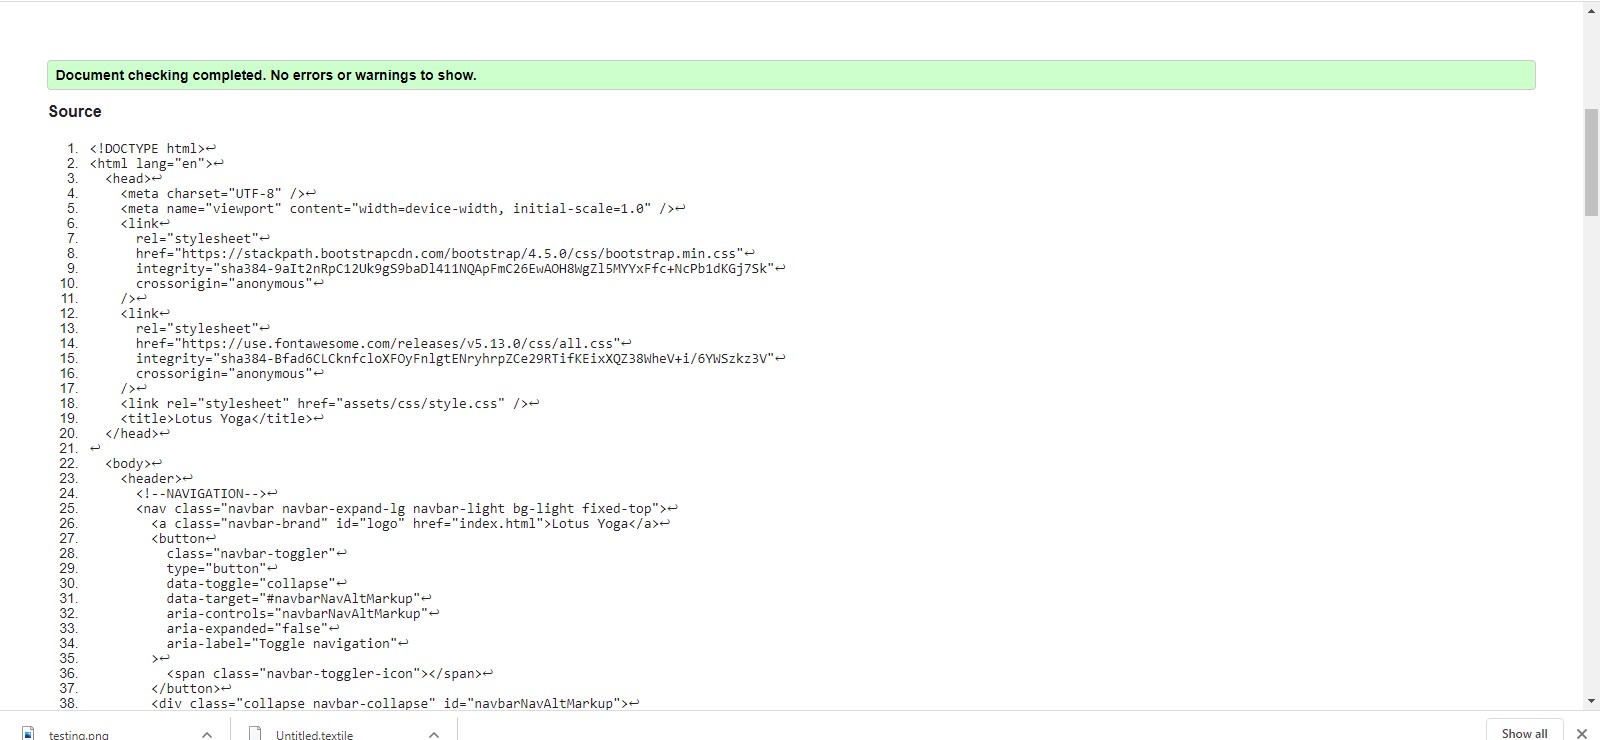 Document checking completed. No errors or warnings to show.
Source
1. <!DOCTYPE html>↩
2. <html lang="en">↩
3. <head>↩
4. <meta charset="UTF-8" />↩
5. <meta name="viewport" content="width=device-width, initial-scale=1.0" />↩
6. <link↩
7. rel="stylesheet"↩
8. href="https://stackpath.bootstrapcdn.com/bootstrap/4.5.0/css/bootstrap.min.css"↩
9. integrity="sha384-9aIt2nRpC12Uk9gS9baDl411NQApFmC26EwAOH8WgZl5MYYxFfc+NcPb1dKGj7Sk"↩
10. crossorigin="anonymous"↩
11. />↩
12. <link↩
13. rel="stylesheet"↩
14. href="https://use.fontawesome.com/releases/v5.13.0/css/all.css"↩
15. integrity="sha384-Bfad6CLCknfcloXFOyFnlgtENryhrpZCe29RTifKEixXQZ38WheV+i/6YWSzkz3V"↩
16. crossorigin="anonymous"↩
17. />↩
18. <link rel="stylesheet" href="assets/css/style.css" />↩
19. <title>Lotus Yoga</title>↩
20. </head>↩
21. ↩
22. <body>↩
23. <header>↩
24. <!--NAVIGATION-->↩
25. <nav class="navbar navbar-expand-lg navbar-light bg-light fixed-top">↩
26. <a class="navbar-brand" id="logo" href="index.html">Lotus Yoga</a>↩
27. <button↩
28. class="navbar-toggler"↩
29. type="button"↩
30. data-toggle="collapse"↩
31. data-target="#navbarNavAltMarkup"↩
32. aria-controls="navbarNavAltMarkup"↩
33. aria-expanded="false"↩
34. aria-label="Toggle navigation"↩
35. >↩
36. <span class="navbar-toggler-icon"></span>↩
37. </button>↩
38. <div class="collapse navbar-collapse" id="navbarNavAltMarkup">↩
testing.png
Untitled.textile
Show all